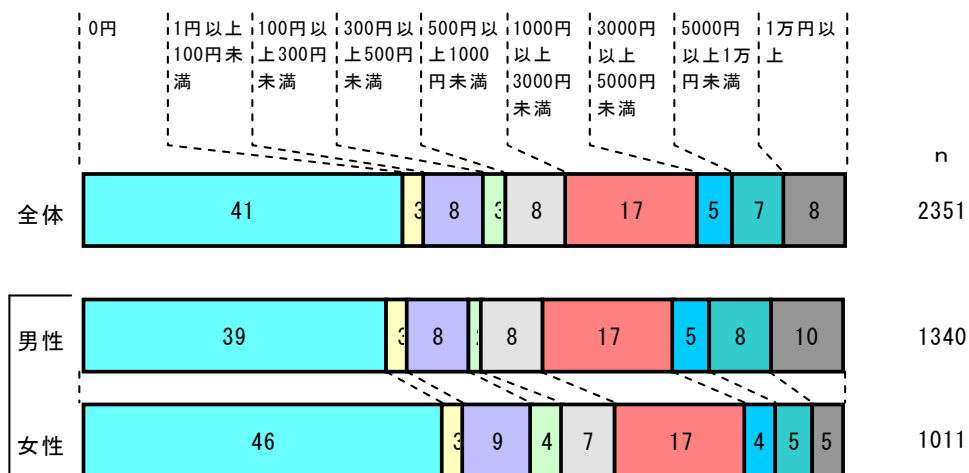 0円
1円以上
100円未
満
100円以
上300円
未満
300円以
上500円
未満
500円以
上1000
円未満
1000円
以上
3000円
未満
3000円
以上
5000円
未満
5000円
以上1万
円未満
1万円以
上
n
全体 41 3 8 3 8 17 5 7 8 2351
男性 39 3 8 2 8 17 5 8 10 1340
女性 46 3 9 4 7 17 4 5 5 1011